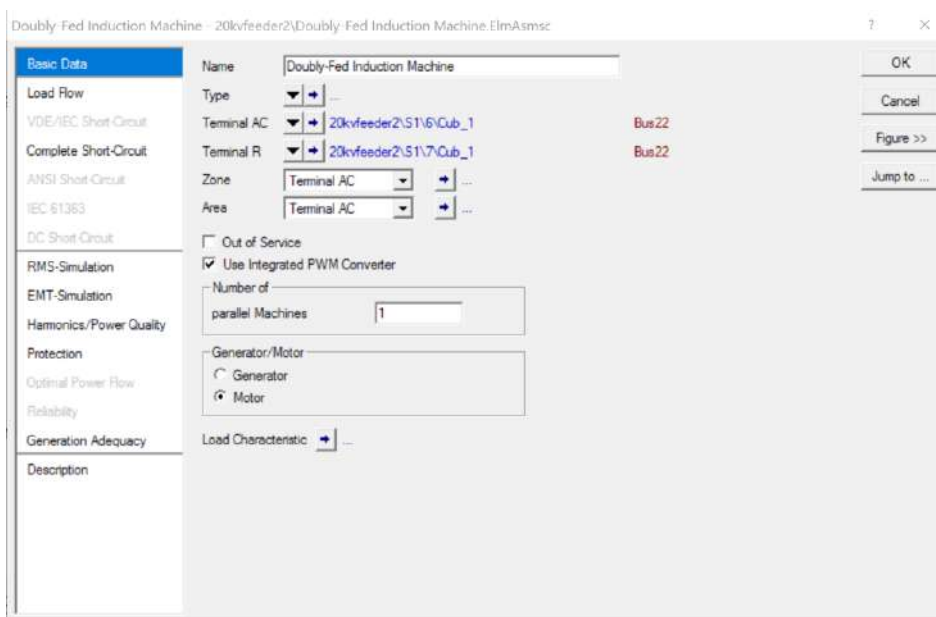 Doubly-Fed Induction Machine - 20kvfeeder2\Doubly-Fed Induction Machine.ElmAsmsc ? ×
Basic Data
Load Flow
VDE/IEC Short-Circuit
Complete Short-Circuit
ANSI Short-Circuit
IEC 61363
DC Short-Circuit
RMS-Simulation
EMT-Simulation
Harmonics/Power Quality
Protection
Optimal Power Flow
Reliability
Generation Adequacy
Description
Name Doubly-Fed Induction Machine
Type ...
Terminal AC 20kvfeeder2\S1\6\Cub_1 Bus22
Terminal R 20kvfeeder2\S1\7\Cub_1 Bus22
Zone Terminal AC ...
Area Terminal AC ...
Out of Service
Use Integrated PWM Converter
Number of
parallel Machines 1
Generator/Motor
Generator
Motor
Load Characteristic ...
OK
Cancel
Figure >>
Jump to ...